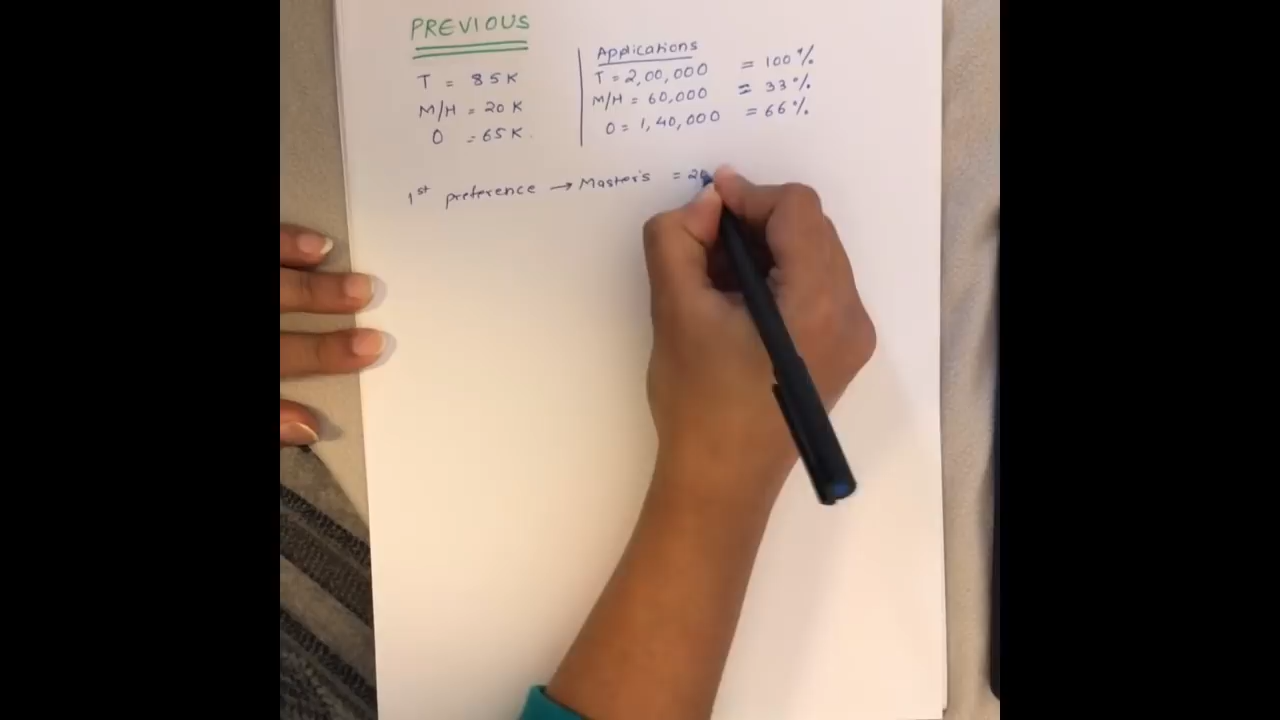 PREVIOUS
T = 85K
M/H = 20K
O = 65K
Applications
T = 2,00,000 = 100%
M/H = 60,000 = 33%
O = 1,40,000 = 66%
1st preference → Master's = 20